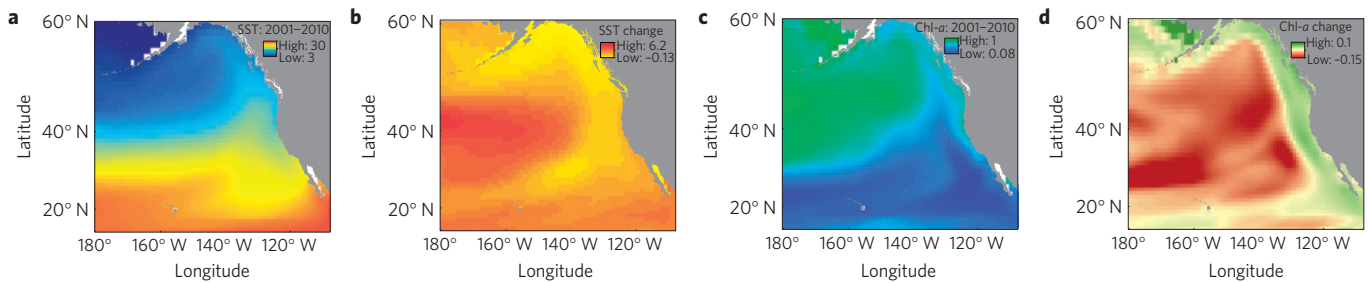 a
SST: 2001–2010
High: 30
Low: 3
60° N
40° N
20° N
Latitude
180°
160° W
140° W
120° W
Longitude
b
SST change
High: 6.2
Low: −0.13
60° N
40° N
20° N
Latitude
180°
160° W
140° W
120° W
Longitude
c
Chl-a: 2001–2010
High: 1
Low: 0.08
60° N
40° N
20° N
Latitude
180°
160° W
140° W
120° W
Longitude
d
Chl-a change
High: 0.1
Low: −0.15
60° N
40° N
20° N
Latitude
180°
160° W
140° W
120° W
Longitude